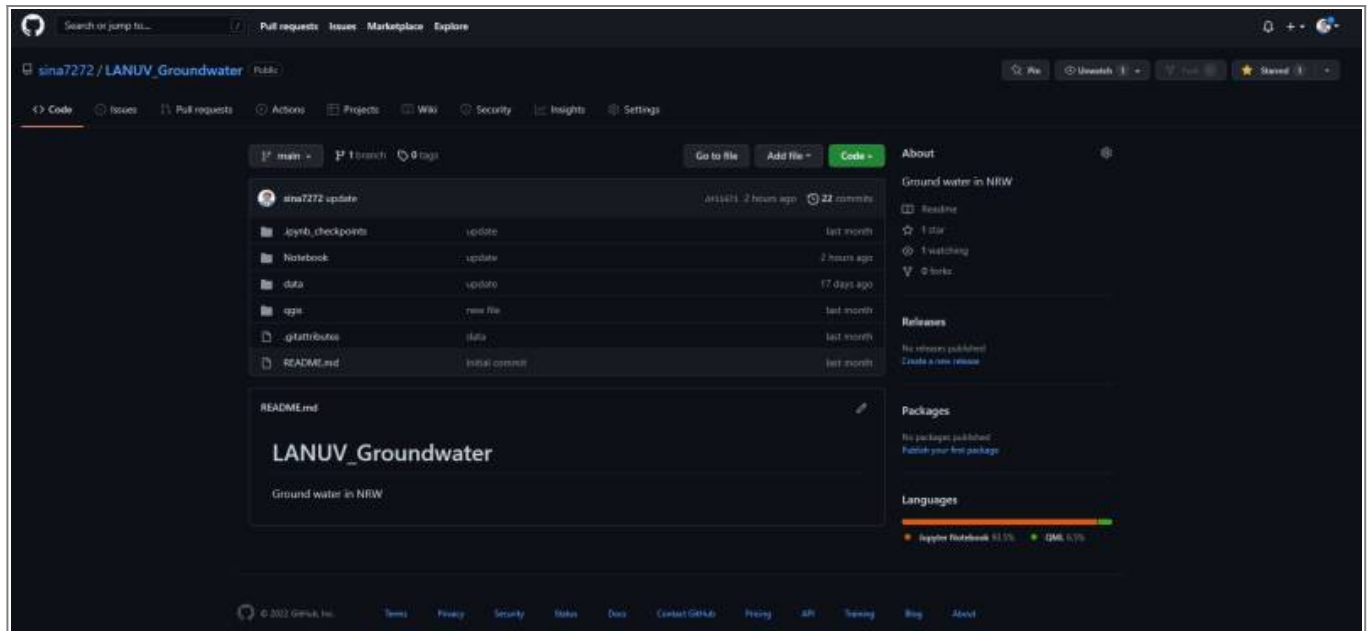 Search or jump to... /
Pull requests Issues Marketplace Explore
sina7272 / LANUV_Groundwater Public
Pin Unwatch 1 Starred 1
Code Issues Pull requests Actions Projects Wiki Security Insights Settings
main 1 branch 0 tags Go to file Add file Code
sina7272 update 2 hours ago 22 commits
.ipynb_checkpoints update last month
Notebook update 2 hours ago
data update 17 days ago
qgis new file last month
.gitattributes data last month
README.md Initial commit last month
README.md
LANUV_Groundwater
Ground water in NRW
About
Ground water in NRW
Readme
1 star
1 watching
0 forks
Releases
No releases published
Create a new release
Packages
No packages published
Publish your first package
Languages
Jupyter Notebook 93.5% QML 6.5%
© 2022 GitHub, Inc. Terms Privacy Security Status Docs Contact GitHub Pricing API Training Blog About